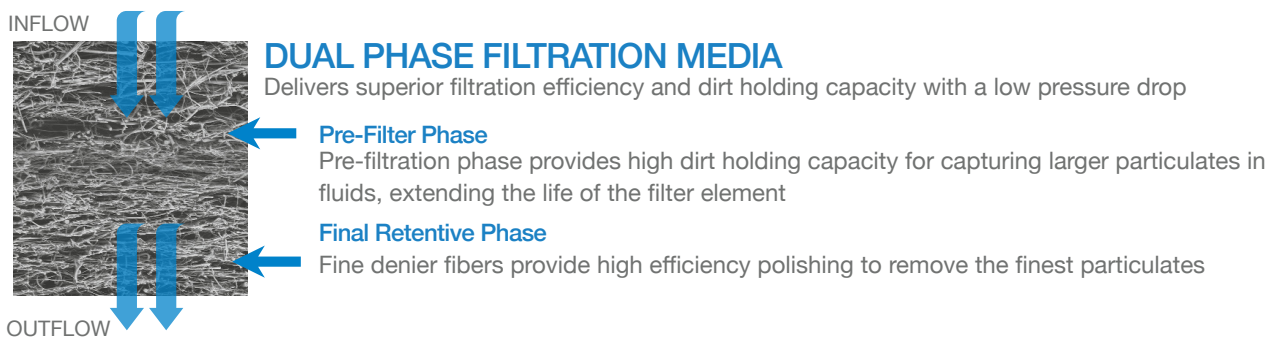 INFLOW
DUAL PHASE FILTRATION MEDIA
Delivers superior filtration efficiency and dirt holding capacity with a low pressure drop
Pre-Filter Phase
Pre-filtration phase provides high dirt holding capacity for capturing larger particulates in
fluids, extending the life of the filter element
Final Retentive Phase
Fine denier fibers provide high efficiency polishing to remove the finest particulates
OUTFLOW